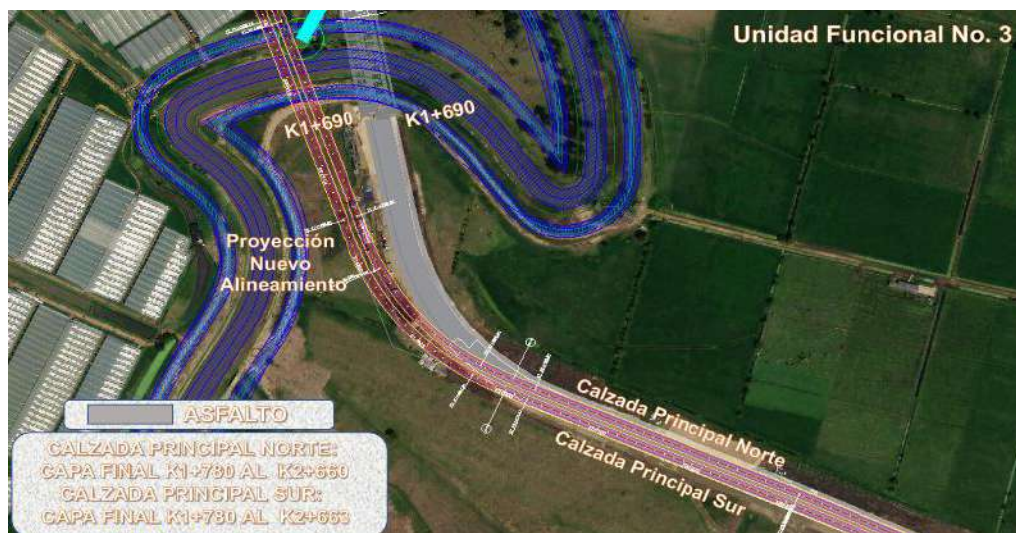 Unidad Funcional No. 3
K1+690
K1+690
Proyección
Nuevo
Alineamiento
Calzada Principal Norte
Calzada Principal Sur
ASFALTO
CALZADA PRINCIPAL NORTE:
CAPA FINAL K1+780 AL K2+660
CALZADA PRINCIPAL SUR:
CAPA FINAL K1+780 AL K2+663